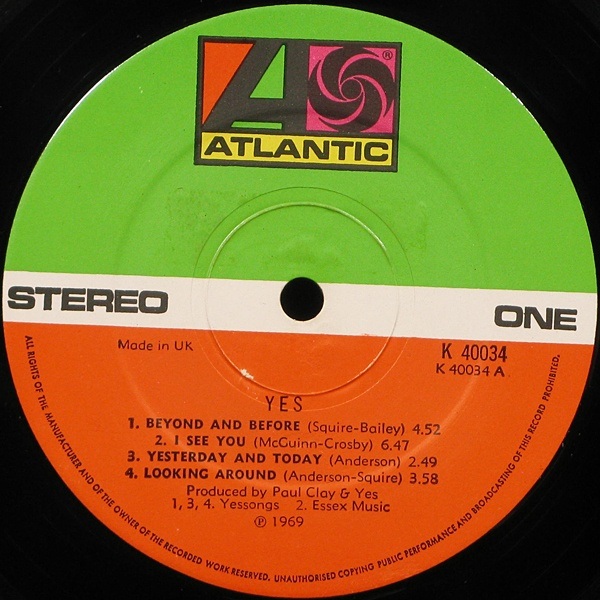 ®
ATLANTIC
STEREO
ONE
Made in UK
K 40034
K 40034 A
YES
1. BEYOND AND BEFORE (Squire-Bailey) 4.52
2. I SEE YOU (McGuinn-Crosby) 6.47
3. YESTERDAY AND TODAY (Anderson) 2.49
4. LOOKING AROUND (Anderson-Squire) 3.58
Produced by Paul Clay & Yes
1, 3, 4. Yessongs 2. Essex Music
℗ 1969
ALL RIGHTS OF THE MANUFACTURER AND OF THE OWNER OF THE RECORDED WORK RESERVED. UNAUTHORISED COPYING PUBLIC PERFORMANCE AND BROADCASTING OF THIS RECORD PROHIBITED.